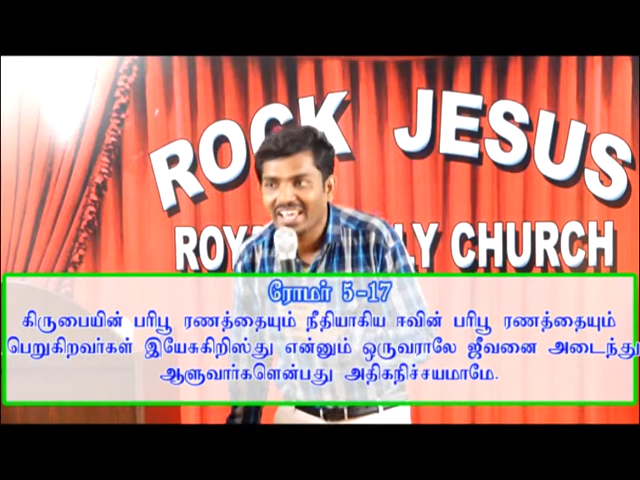 ROCK JESUS
ROY LY CHURCH
ரோமர் 5-17
கிருபையின் பரிபூ ரணத்தையும் நீதியாகிய ஈவின் பரிபூ ரணத்தையும்
பெறுகிறவர்கள் இயேசுகிறிஸ்து என்னும் ஒருவராலே ஜீவனை அடைந்து
ஆளுவார்களென்பது அதிகநிச்சயமாமே.